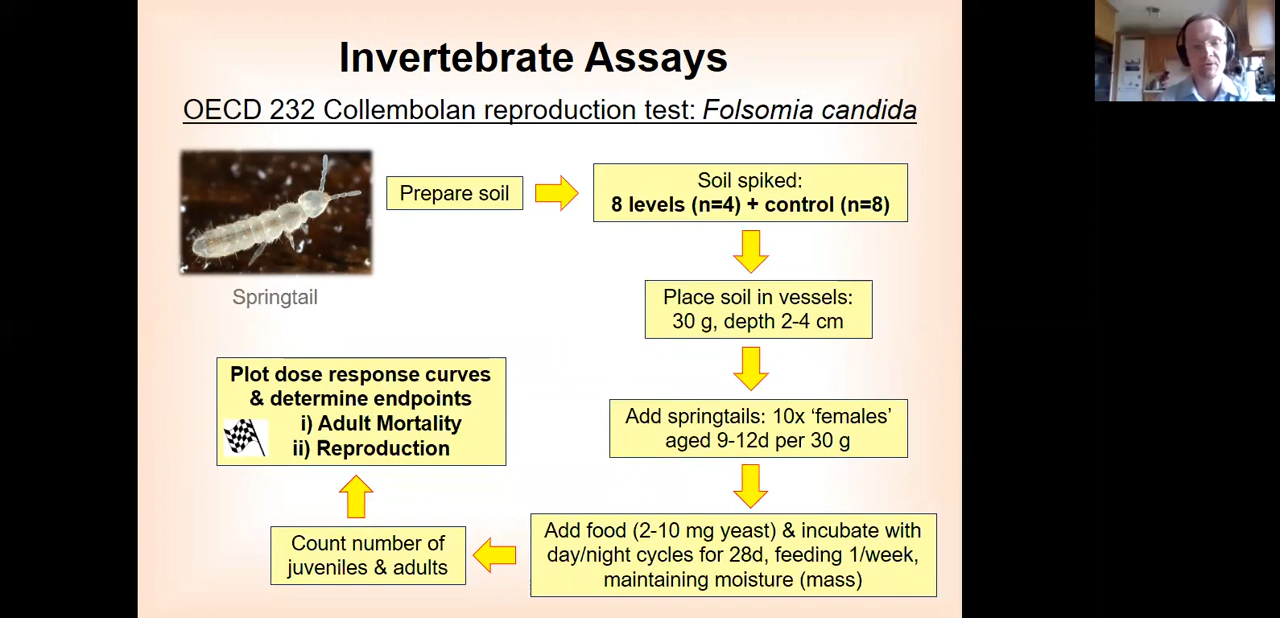 Invertebrate Assays
OECD 232 Collembolan reproduction test: Folsomia candida
Springtail
Prepare soil
Soil spiked:
8 levels (n=4) + control (n=8)
Place soil in vessels:
30 g, depth 2-4 cm
Add springtails: 10x ‘females’
aged 9-12d per 30 g
Add food (2-10 mg yeast) & incubate with
day/night cycles for 28d, feeding 1/week,
maintaining moisture (mass)
Count number of
juveniles & adults
Plot dose response curves
& determine endpoints
i) Adult Mortality
ii) Reproduction